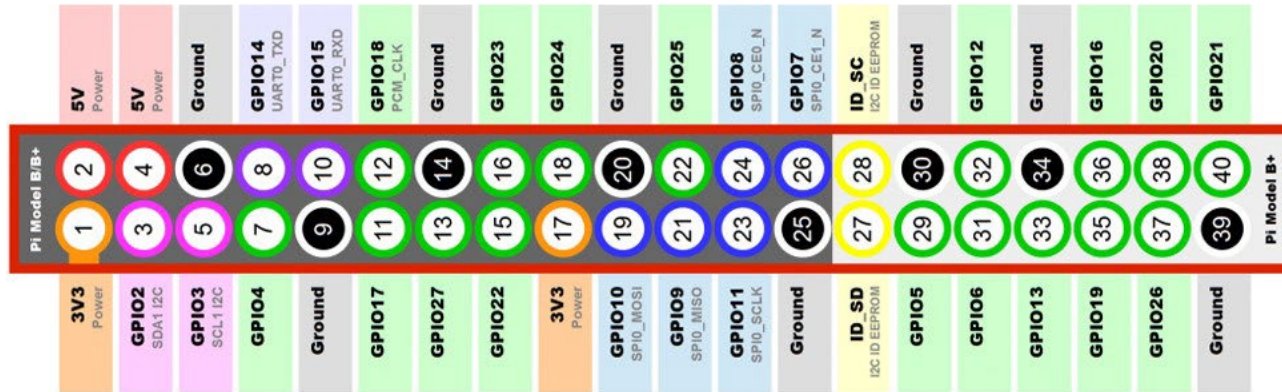 5V
Power
5V
Power
Ground
GPIO14
UART0_TXD
GPIO15
UART0_RXD
GPIO18
PCM_CLK
Ground
GPIO23
GPIO24
Ground
GPIO25
GPIO8
SPI0_CE0_N
GPIO7
SPI0_CE1_N
ID_SC
I2C ID EEPROM
Ground
GPIO12
Ground
GPIO16
GPIO20
GPIO21
Pi Model B/B+
2
4
6
8
10
12
14
16
18
20
22
24
26
28
30
32
34
36
38
40
1
3
5
7
9
11
13
15
17
19
21
23
25
27
29
31
33
35
37
39
Pi Model B+
3V3
Power
GPIO2
SDA1 I2C
GPIO3
SCL1 I2C
GPIO4
Ground
GPIO17
GPIO27
GPIO22
3V3
Power
GPIO10
SPI0_MOSI
GPIO9
SPI0_MISO
GPIO11
SPI0_SCLK
Ground
ID_SD
I2C ID EEPROM
GPIO5
GPIO6
GPIO13
GPIO19
GPIO26
Ground